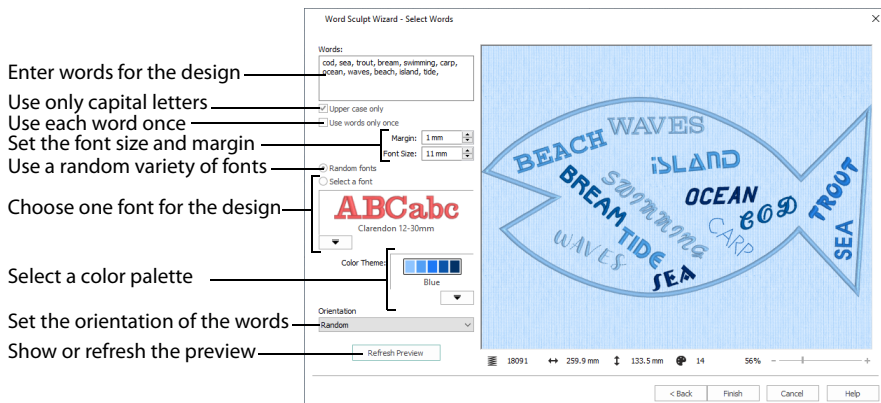 Word Sculpt Wizard - Select Words
Words:
cod, sea, trout, bream, swimming, carp,
ocean, waves, beach, island, tide,
Enter words for the design
Use only capital letters
Upper case only
Use each word once
Use words only once
Set the font size and margin
Margin:
1 mm
Font Size:
11 mm
Use a random variety of fonts
Random fonts
Select a font
Choose one font for the design
ABCabc
Clarendon 12-30mm
Select a color palette
Color Theme:
Blue
Set the orientation of the words
Orientation
Random
Show or refresh the preview
Refresh Preview
WAVES
BEACH
iSLAND
BREAM
SWIMMING
OCEAN
COD
TROUT
TIDE
CARP
WAVES
SEA
SEA
18091
259.9 mm
133.5 mm
14
56%
- +
< Back
Finish
Cancel
Help